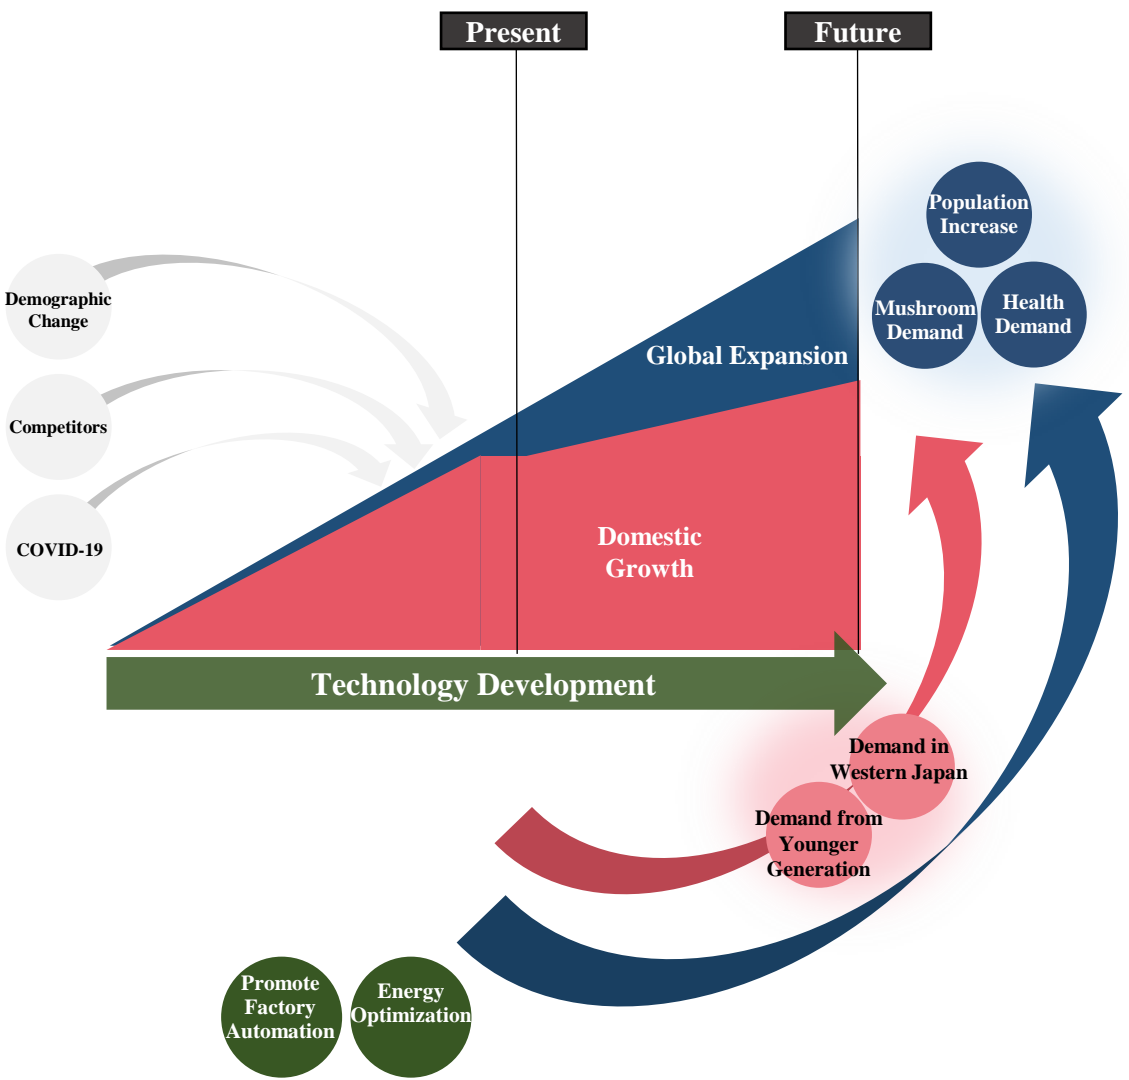 Present
Future
Population
Increase
Mushroom
Demand
Health
Demand
Demographic
Change
Competitors
COVID-19
Global Expansion
Domestic
Growth
Technology Development
Demand in
Western Japan
Demand from
Younger
Generation
Promote
Factory
Automation
Energy
Optimization